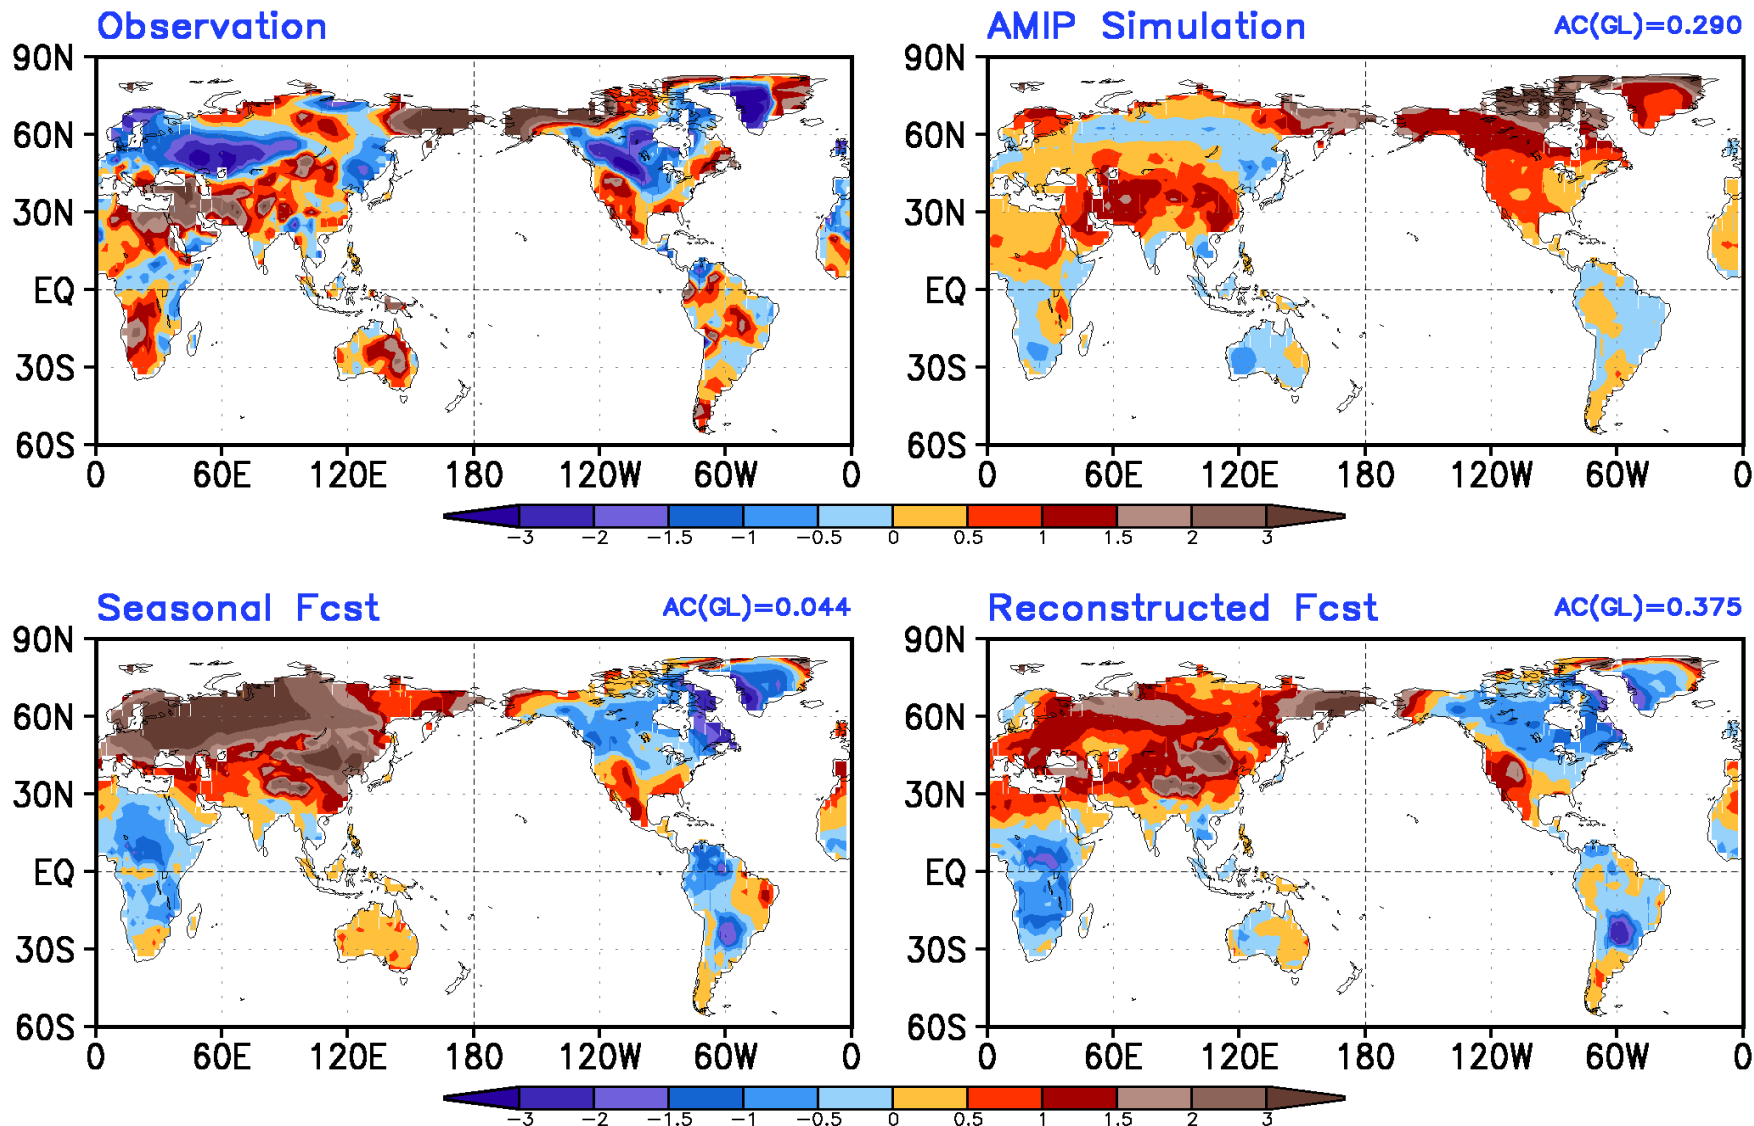 Observation
AMIP Simulation AC(GL)=0.290
90N
60N
30N
EQ
30S
60S
0 60E 120E 180 120W 60W 0
90N
60N
30N
EQ
30S
60S
0 60E 120E 180 120W 60W 0
-3 -2 -1.5 -1 -0.5 0 0.5 1 1.5 2 3
Seasonal Fcst AC(GL)=0.044
Reconstructed Fcst AC(GL)=0.375
90N
60N
30N
EQ
30S
60S
0 60E 120E 180 120W 60W 0
90N
60N
30N
EQ
30S
60S
0 60E 120E 180 120W 60W 0
-3 -2 -1.5 -1 -0.5 0 0.5 1 1.5 2 3